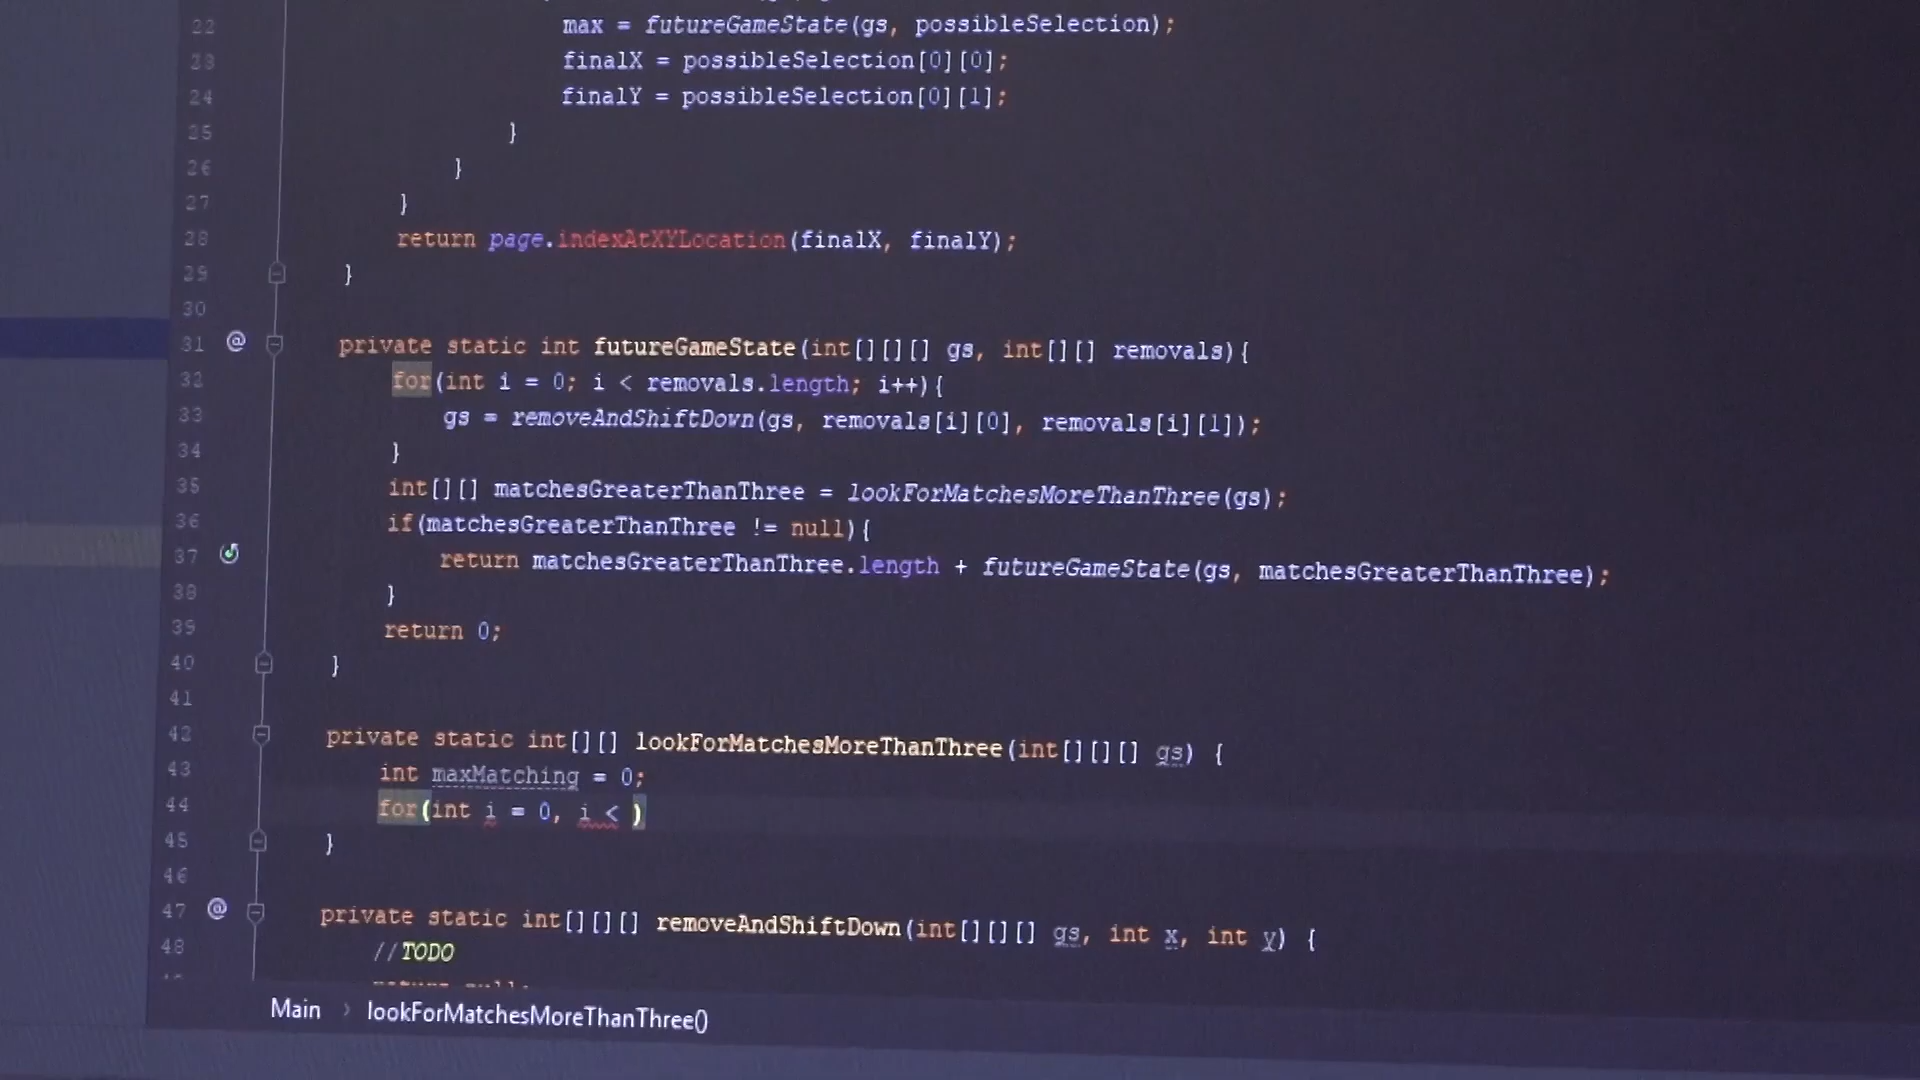 22 max = futureGameState(gs, possibleSelection);
23 finalX = possibleSelection[0][0];
24 finalY = possibleSelection[0][1];
25 }
26 }
27 }
28 return page.indexAtXYLocation(finalX, finalY);
29 }
30
31 @ private static int futureGameState(int[][][] gs, int[][] removals){
32 for(int i = 0; i < removals.length; i++){
33 gs = removeAndShiftDown(gs, removals[i][0], removals[i][1]);
34 }
35 int[][] matchesGreaterThanThree = lookForMatchesMoreThanThree(gs);
36 if(matchesGreaterThanThree != null){
37 return matchesGreaterThanThree.length + futureGameState(gs, matchesGreaterThanThree);
38 }
39 return 0;
40 }
41
42 private static int[][] lookForMatchesMoreThanThree(int[][][] gs) {
43 int maxMatching = 0;
44 for(int i = 0, i < )
45 }
46
47 @ private static int[][][] removeAndShiftDown(int[][][] gs, int x, int y) {
48 //TODO
Main › lookForMatchesMoreThanThree()